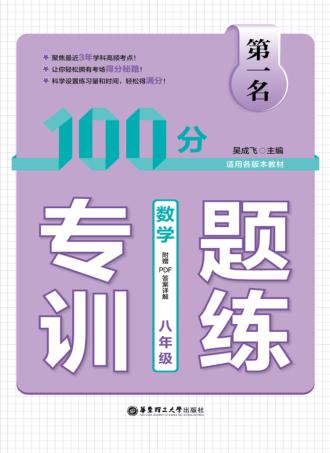 ★ 聚焦最近3年学科高频考点！
★ 让你轻松拥有考场得分秘籍！
★ 科学设置练习量和时间，轻松得满分！
第一名
100分
吴成飞○主编
适用各版本教材
专题训练
数学
附赠PDF答案详解
八年级
华东理工大学出版社